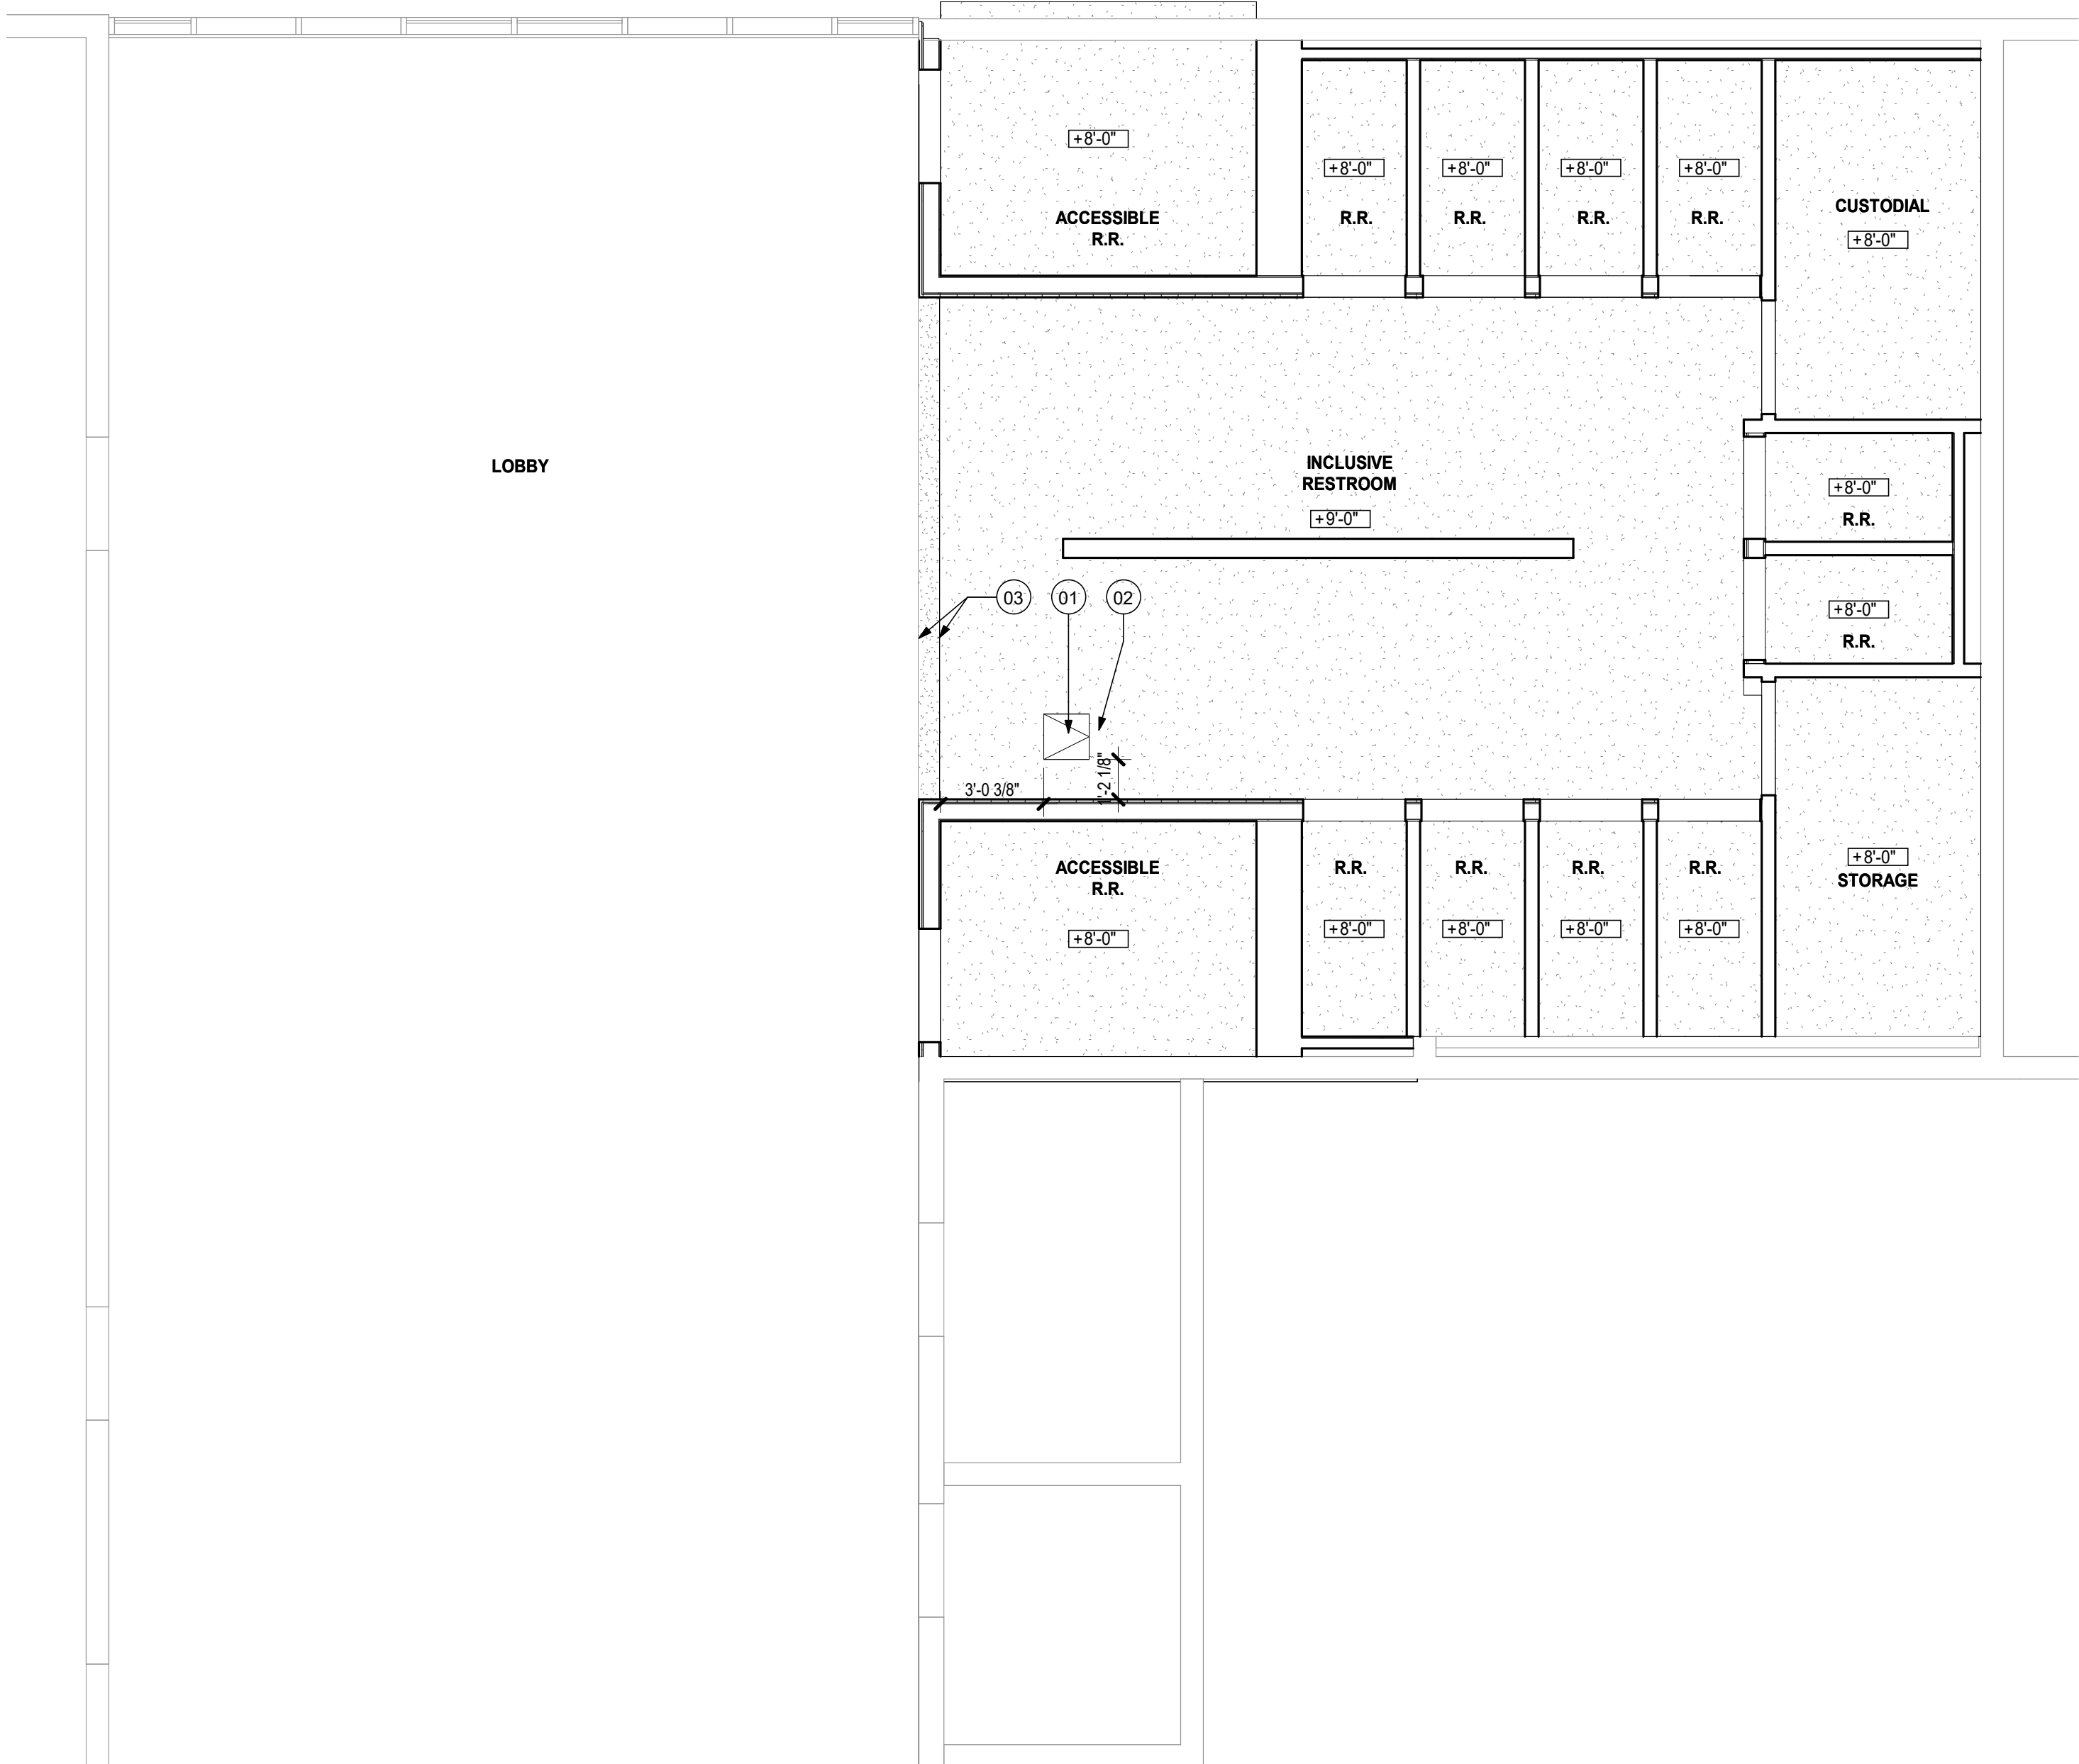 +8'-0"
ACCESSIBLE
R.R.
+8'-0"
R.R.
+8'-0"
R.R.
+8'-0"
R.R.
+8'-0"
R.R.
CUSTODIAL
+8'-0"
LOBBY
INCLUSIVE
RESTROOM
+9'-0"
+8'-0"
R.R.
+8'-0"
R.R.
03
01
02
3'-0 3/8"
1'-2 1/8"
ACCESSIBLE
R.R.
+8'-0"
R.R.
+8'-0"
R.R.
+8'-0"
R.R.
+8'-0"
R.R.
+8'-0"
+8'-0"
STORAGE